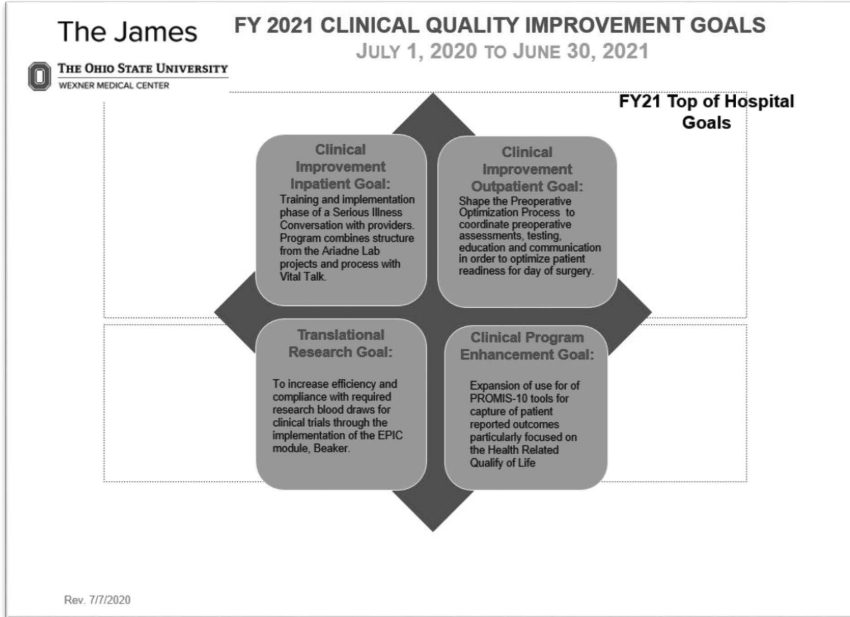 The James
THE OHIO STATE UNIVERSITY
WEXNER MEDICAL CENTER
FY 2021 CLINICAL QUALITY IMPROVEMENT GOALS
JULY 1, 2020 TO JUNE 30, 2021
FY21 Top of Hospital
Goals
Clinical
Improvement
Inpatient Goal:
Training and implementation
phase of a Serious Illness
Conversation with providers.
Program combines structure
from the Ariadne Lab
projects and process with
Vital Talk.
Clinical
Improvement
Outpatient Goal:
Shape the Preoperative
Optimization Process to
coordinate preoperative
assessments, testing,
education and communication
in order to optimize patient
readiness for day of surgery.
Translational
Research Goal:
To increase efficiency and
compliance with required
research blood draws for
clinical trials through the
implementation of the EPIC
module, Beaker.
Clinical Program
Enhancement Goal:
Expansion of use for of
PROMIS-10 tools for
capture of patient
reported outcomes
particularly focused on
the Health Related
Qualify of Life
Rev. 7/7/2020